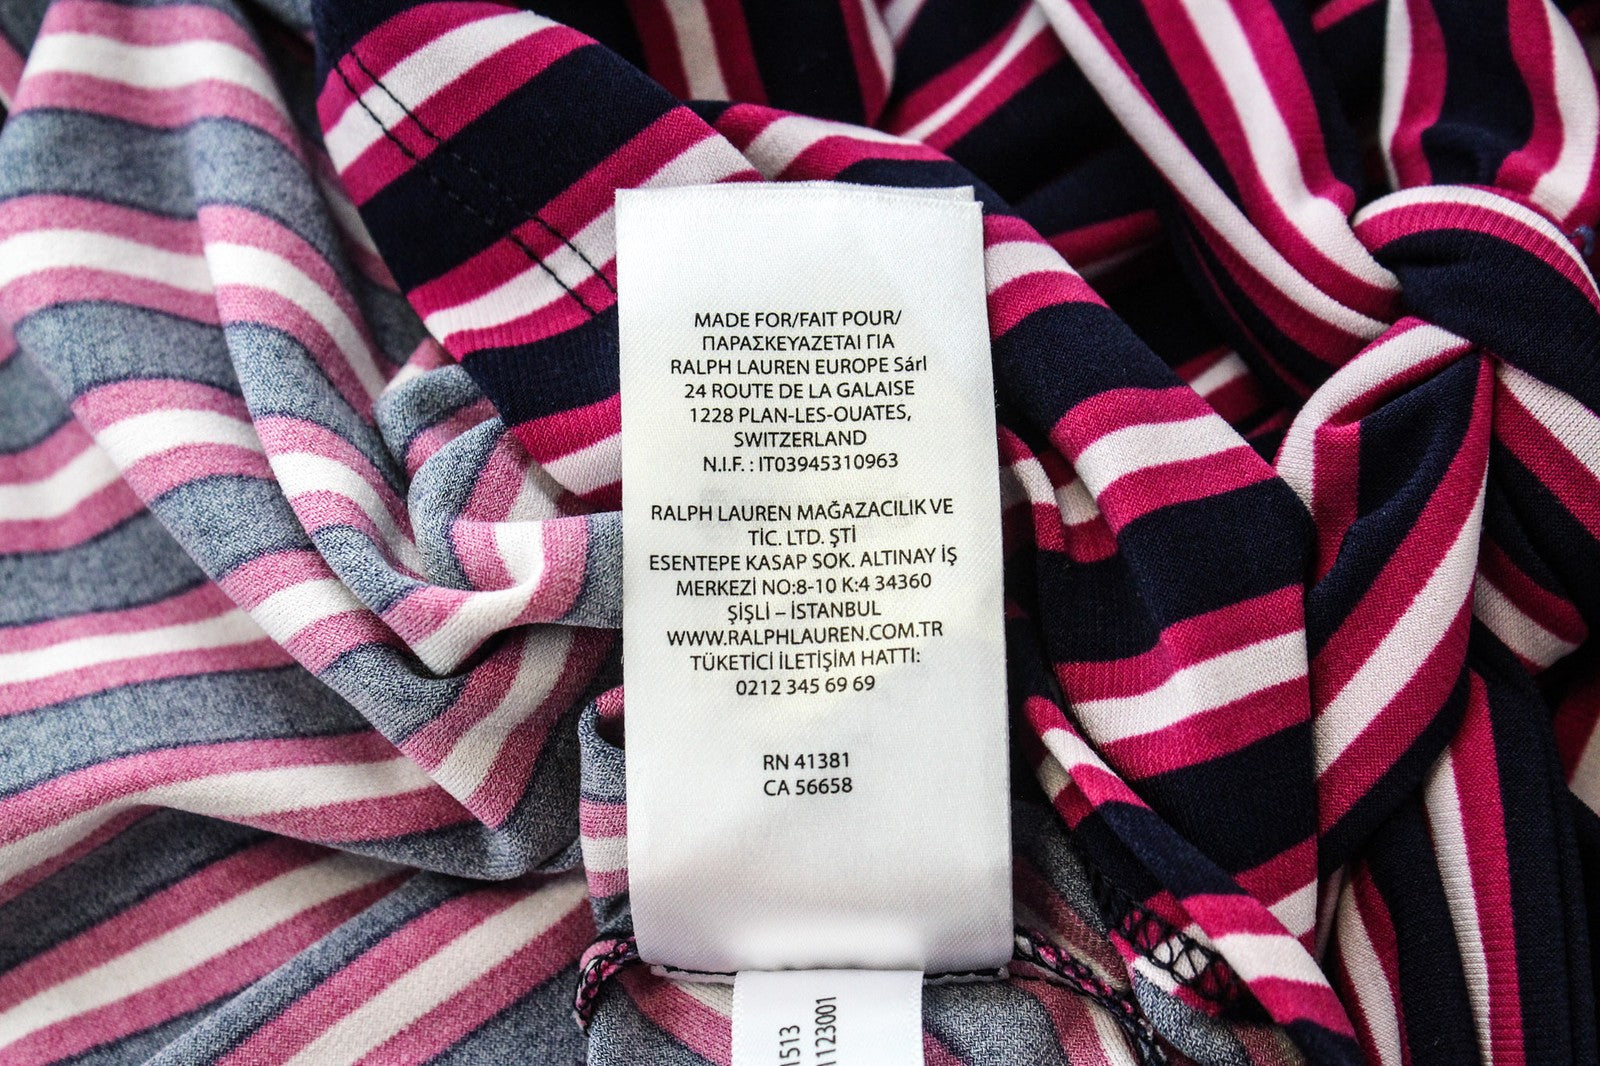 MADE FOR/FAIT POUR/
ΠΑΡΑΣΚΕΥΑΖΕΤΑΙ ΓΙΑ
RALPH LAUREN EUROPE Sárl
24 ROUTE DE LA GALAISE
1228 PLAN-LES-OUATES,
SWITZERLAND
N.I.F. : IT03945310963
RALPH LAUREN MAĞAZACILIK VE
TİC. LTD. ŞTİ
ESENTEPE KASAP SOK. ALTINAY İŞ
MERKEZİ NO:8-10 K:4 34360
ŞİŞLİ – İSTANBUL
WWW.RALPHLAUREN.COM.TR
TÜKETİCİ İLETİŞİM HATTI:
0212 345 69 69
RN 41381
CA 56658